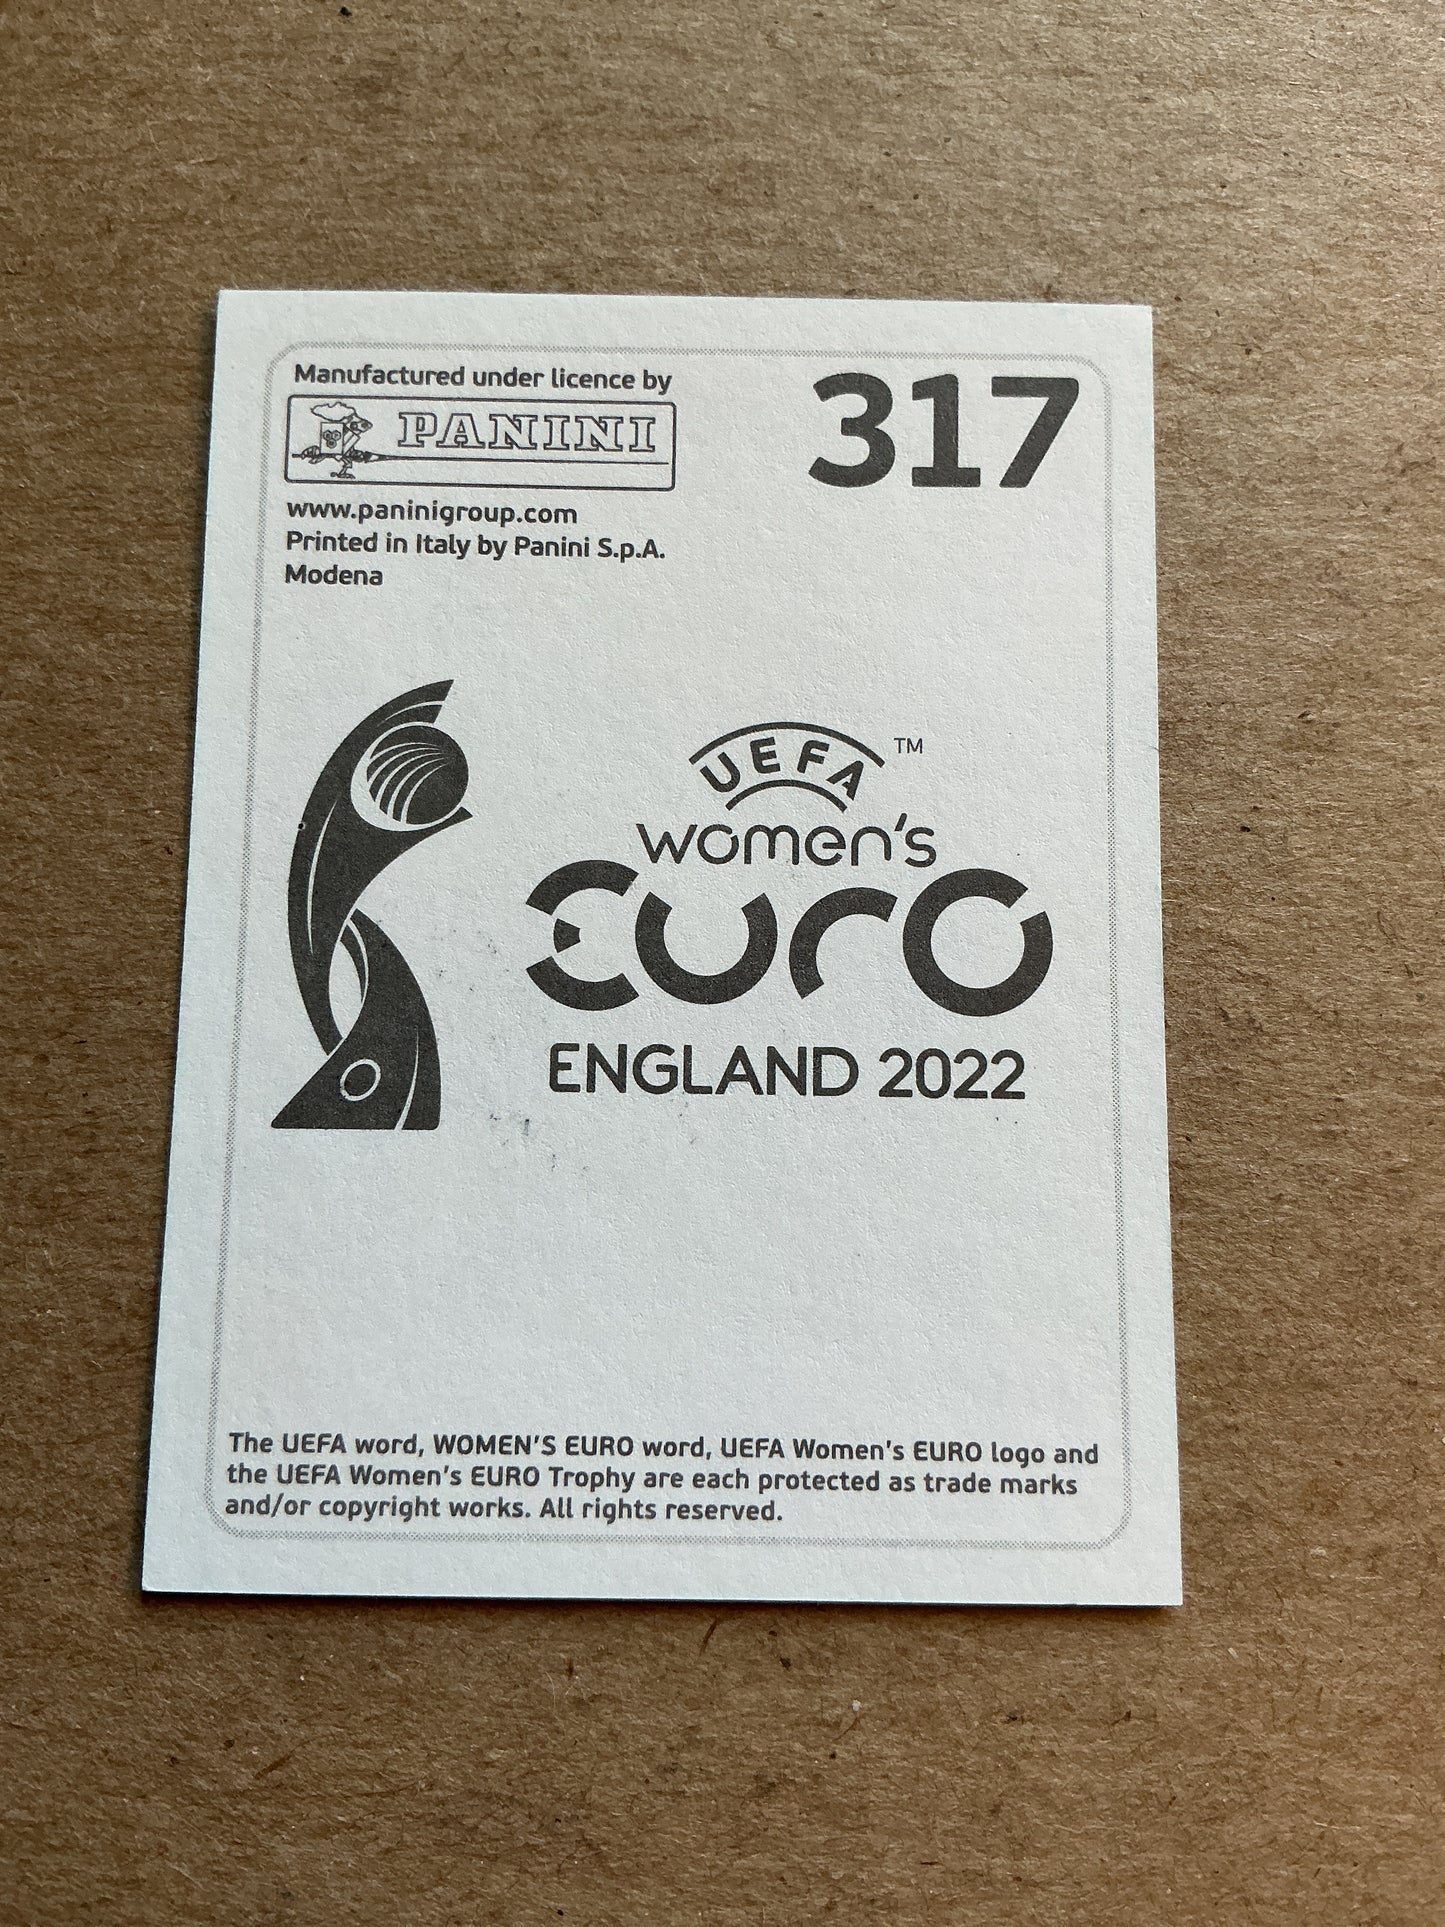 Manufactured under licence by
PANINI
317
www.paninigroup.com
Printed in Italy by Panini S.p.A.
Modena
UEFA ™
women's
EURO
ENGLAND 2022
The UEFA word, WOMEN'S EURO word, UEFA Women's EURO logo and
the UEFA Women's EURO Trophy are each protected as trade marks
and/or copyright works. All rights reserved.